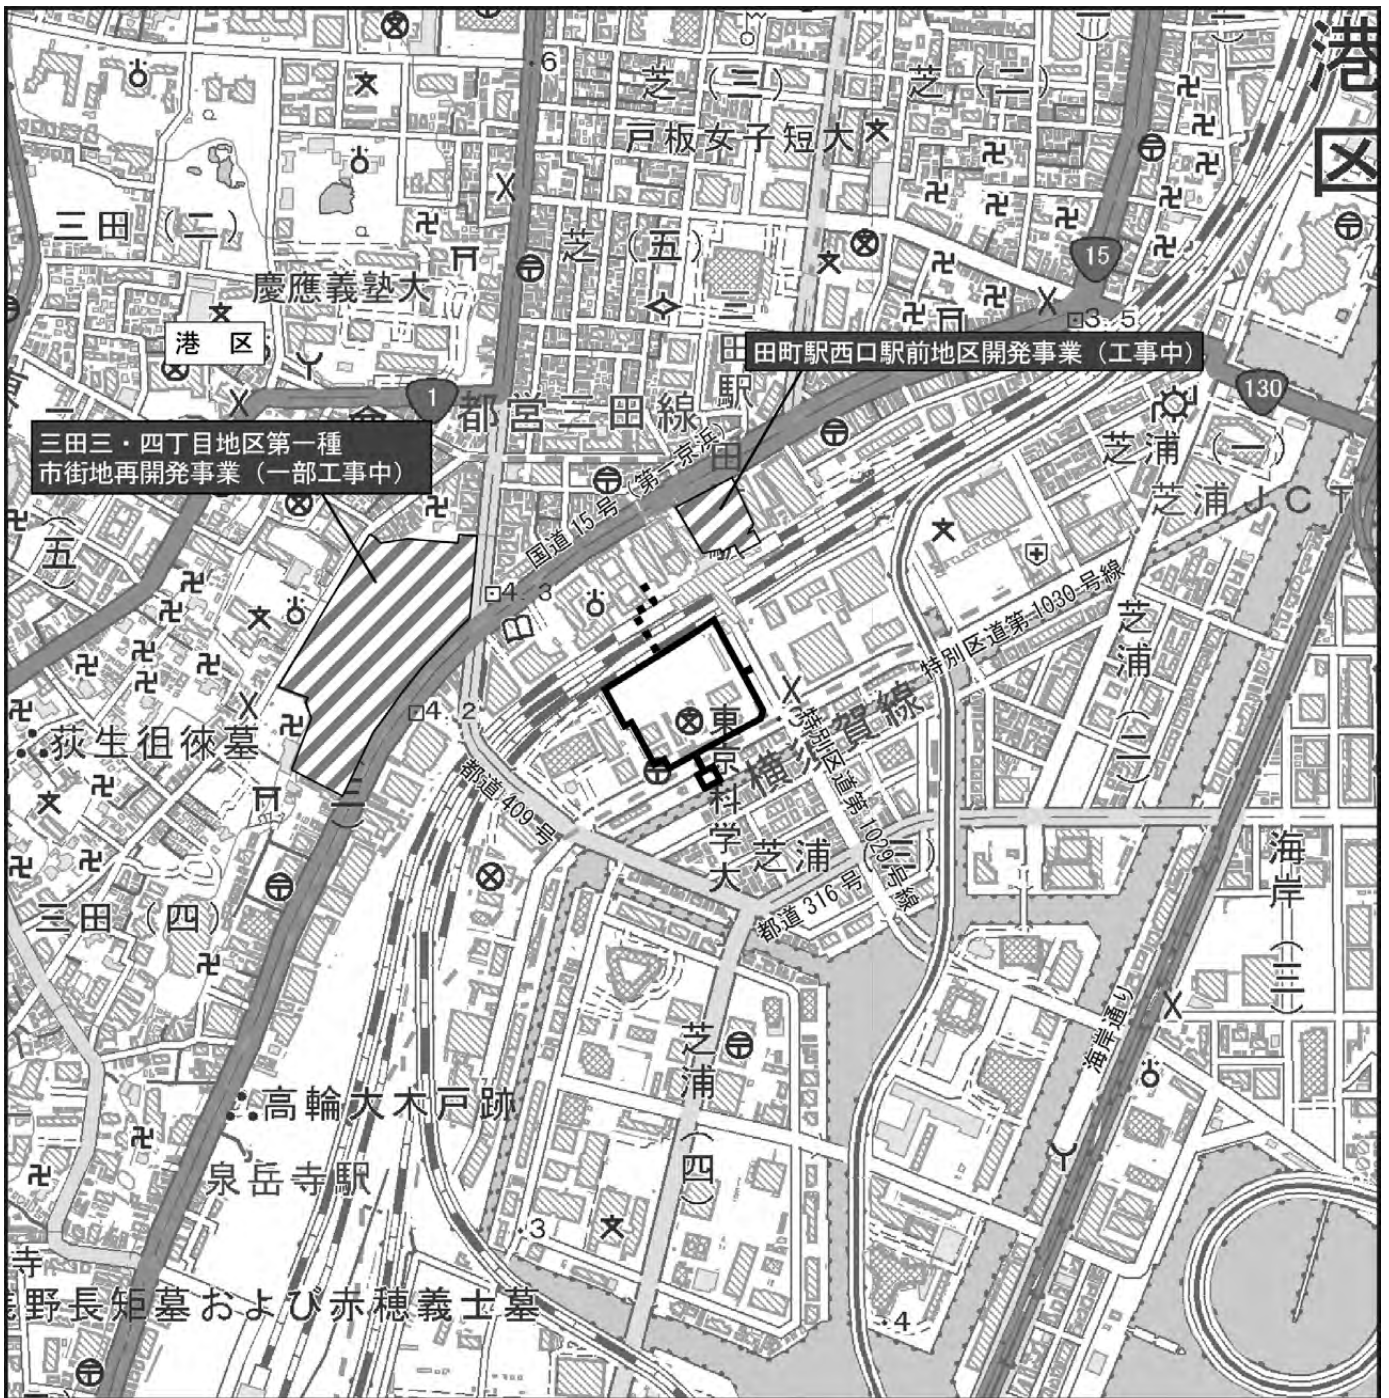 港区
・6
芝(三)
芝(二)
戸板女子短大
三田(二)
芝(五)
慶應義塾大
港 区
15
・3.5
三田
田町駅西口駅前地区開発事業(工事中)
130
1
都営三田線
田町駅
芝浦(一)
三田三・四丁目地区第一種
市街地再開発事業(一部工事中)
芝浦JCT
国道15号(第一京浜)
(五)
4.3
特別区道第1030号線
芝浦(二)
4.2
荻生徂徠墓
東京科学大
横須賀線
特別区道第1029号線
都道409号
(三)
芝浦(三)
海岸(三)
都道316号
三田(四)
海岸通り
芝浦(四)
高輪大木戸跡
泉岳寺駅
・3
寺
野長矩墓および赤穂義士墓
・4